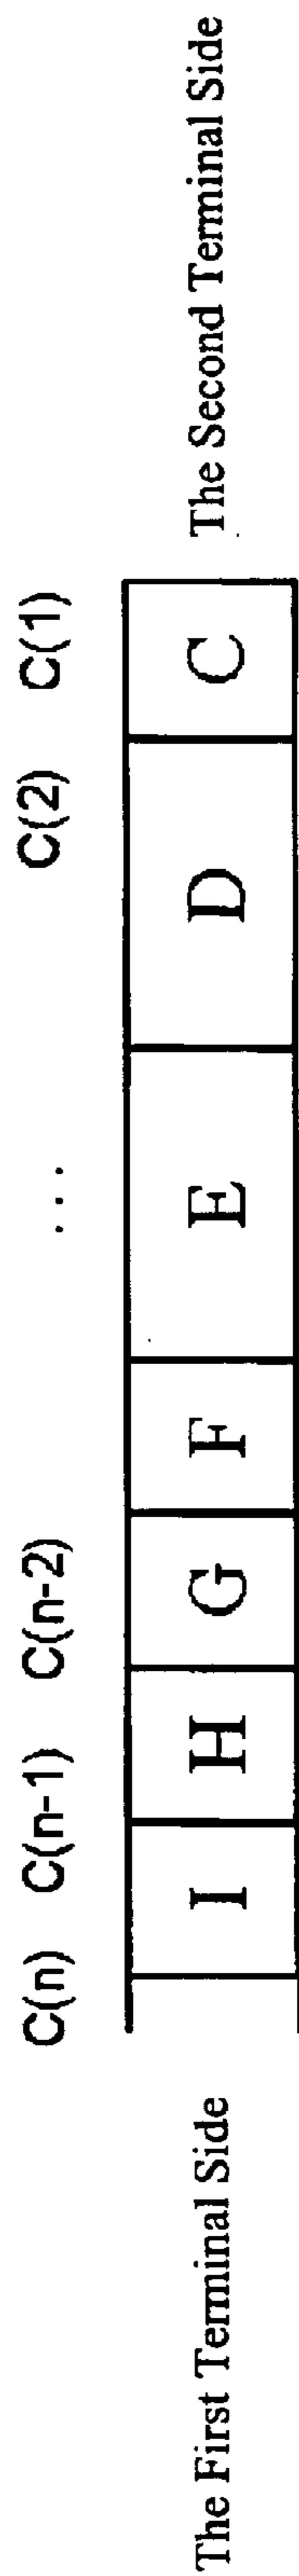 C(n) C(n-1) C(n-2) ... C(2) C(1)
The First Terminal Side I H G F E D C The Second Terminal Side